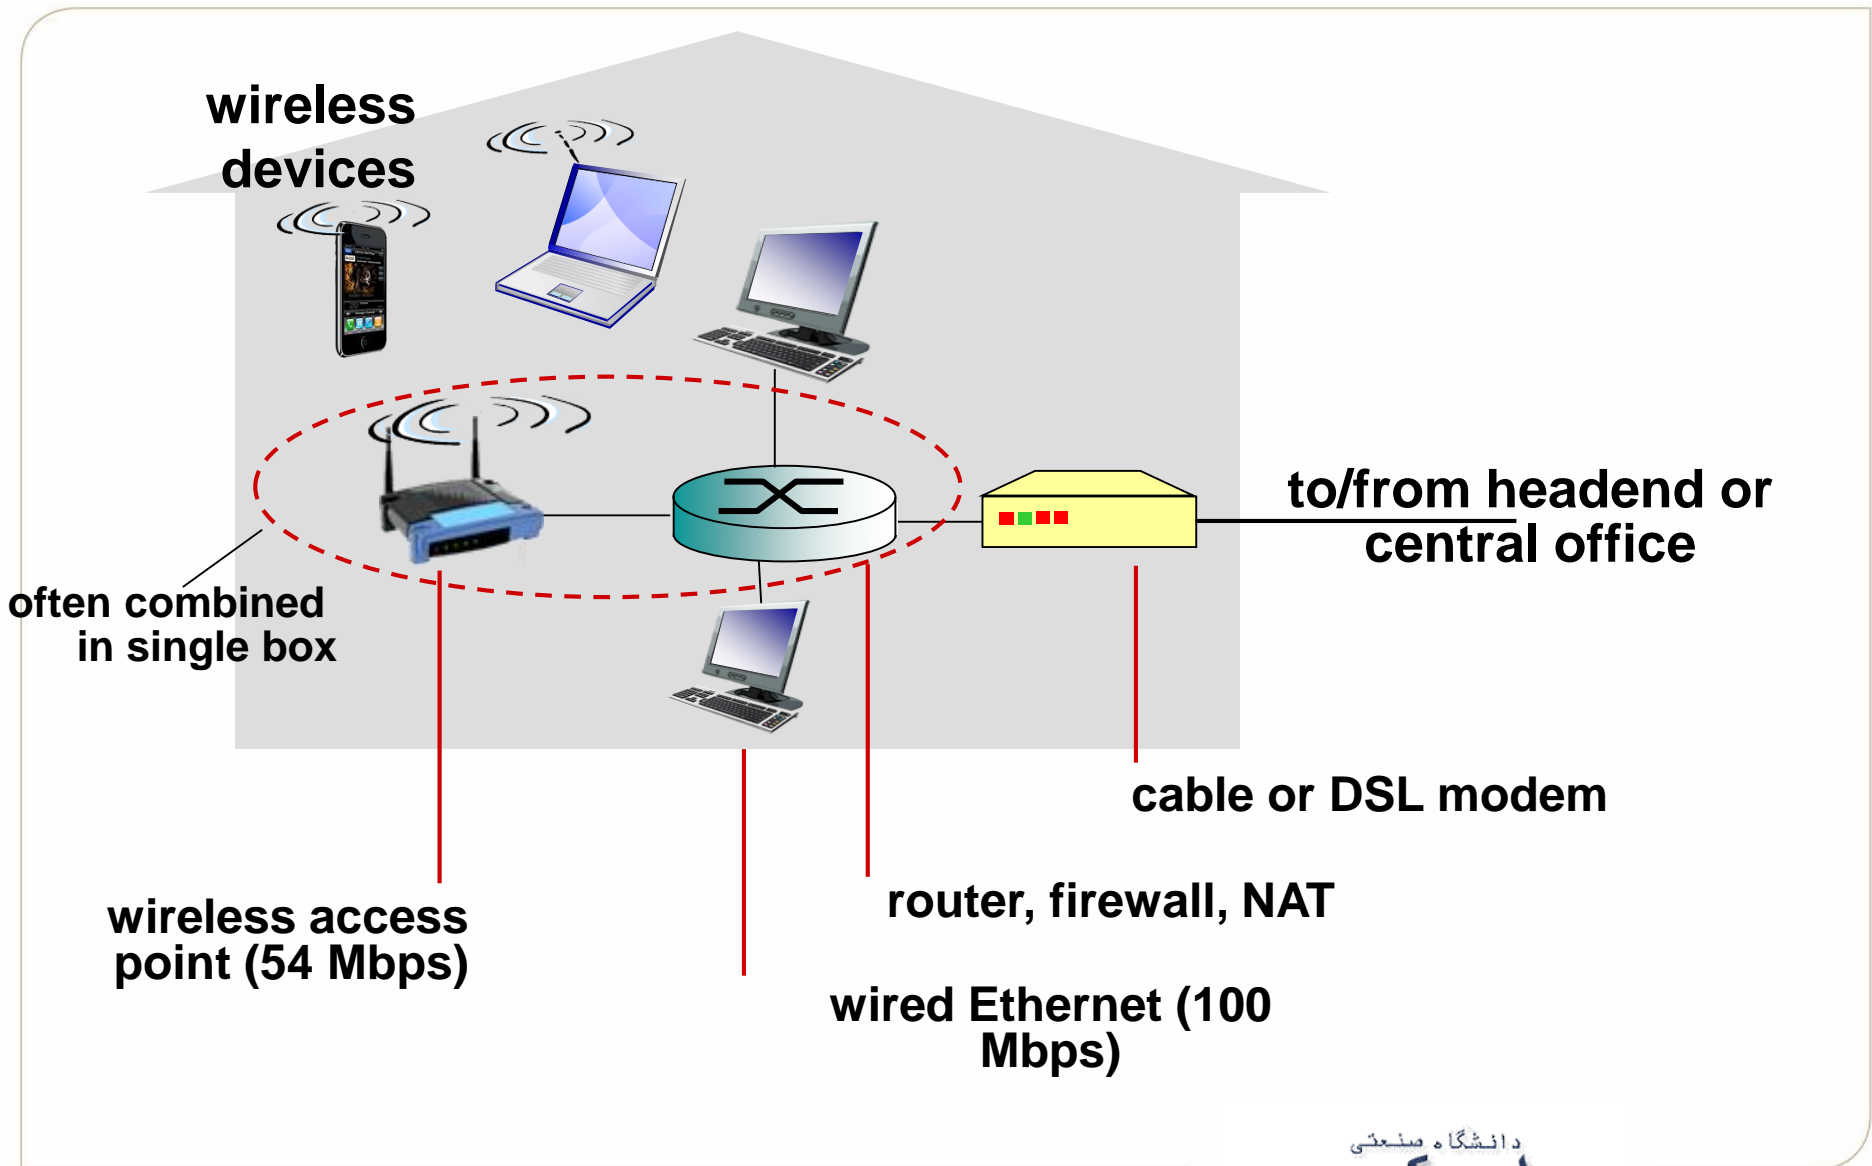 wireless
devices
to/from headend or
central office
often combined
in single box
cable or DSL modem
router, firewall, NAT
wireless access
point (54 Mbps)
wired Ethernet (100
Mbps)
دانشگاه صنعتی